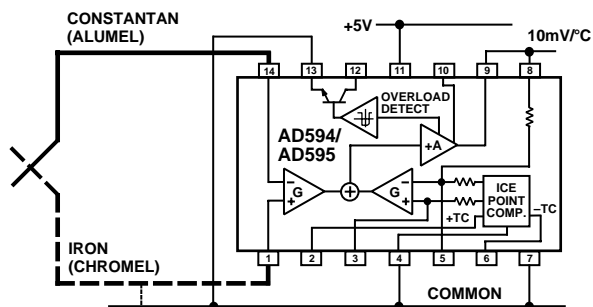 CONSTANTAN
(ALUMEL)
+5V
10mV/°C
14
13
12
11
10
9
8
OVERLOAD
DETECT
AD594/
AD595
+A
–
+
G
+
G
–
+
ICE
POINT
COMP.
+TC
–TC
IRON
(CHROMEL)
1
2
3
4
5
6
7
COMMON